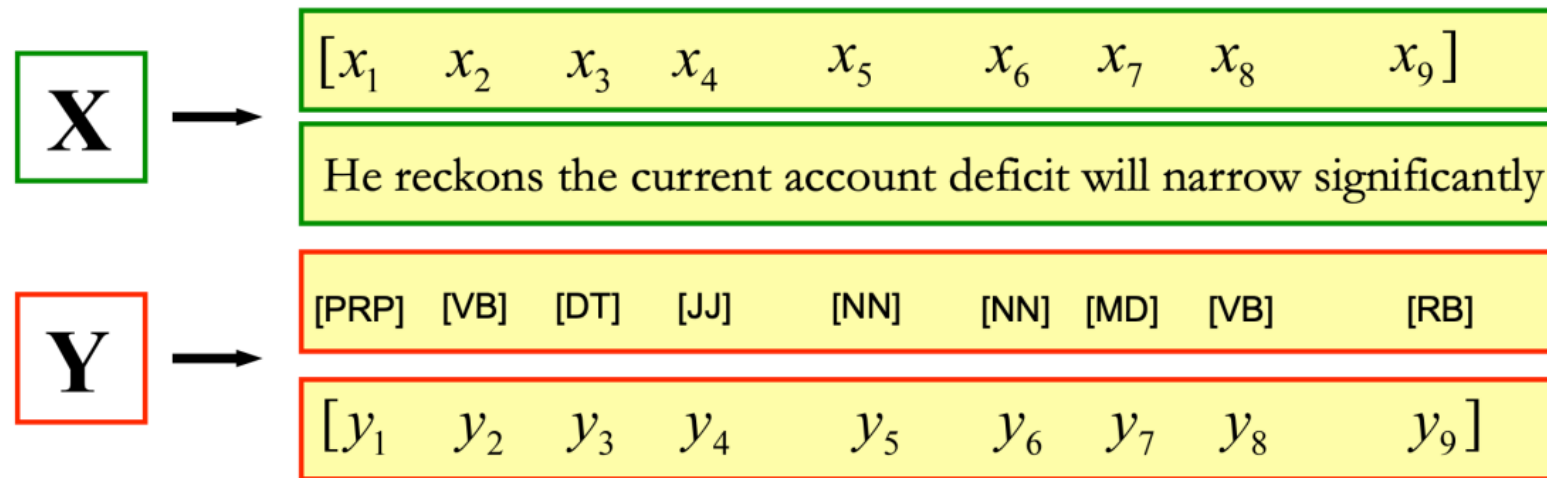 [x₁ x₂ x₃ x₄ x₅ x₆ x₇ x₈ x₉]
X
He reckons the current account deficit will narrow significantly
[PRP] [VB] [DT] [JJ] [NN] [NN] [MD] [VB] [RB]
Y
[y₁ y₂ y₃ y₄ y₅ y₆ y₇ y₈ y₉]